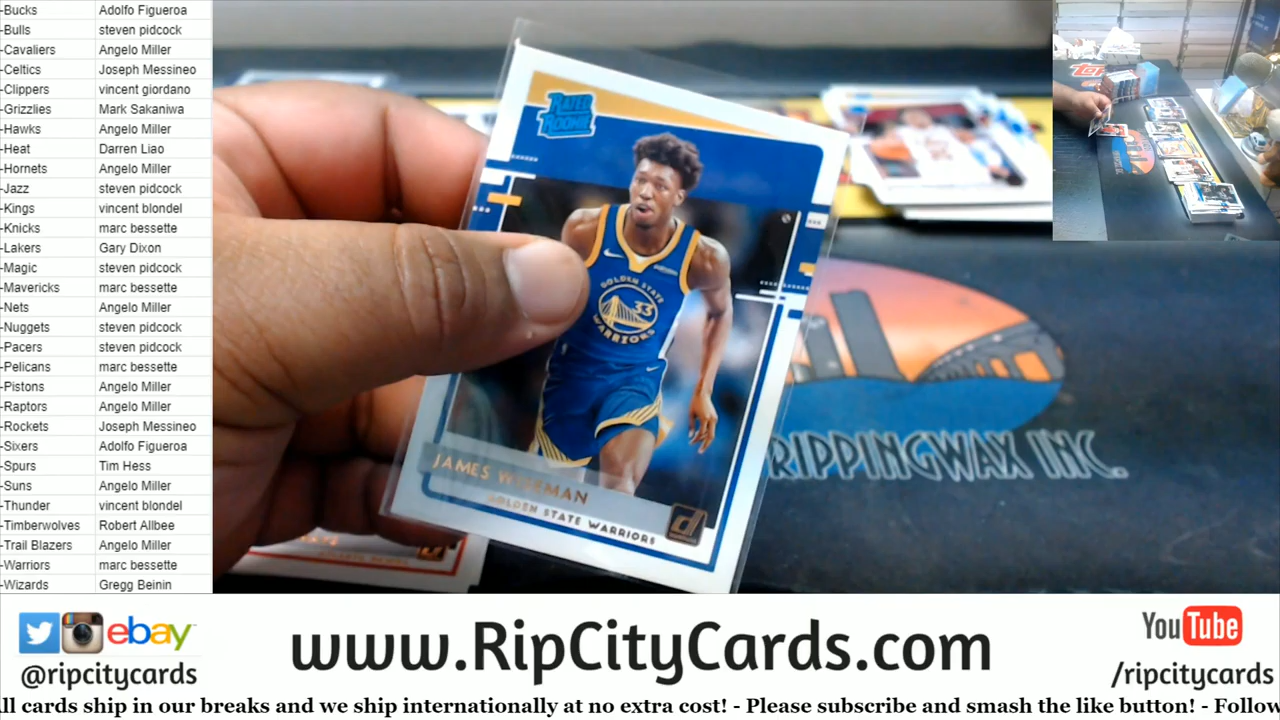 -Bucks Adolfo Figueroa
-Bulls steven pidcock
-Cavaliers Angelo Miller
-Celtics Joseph Messineo
-Clippers vincent giordano
-Grizzlies Mark Sakaniwa
-Hawks Angelo Miller
-Heat Darren Liao
-Hornets Angelo Miller
-Jazz steven pidcock
-Kings vincent blondel
-Knicks marc bessette
-Lakers Gary Dixon
-Magic steven pidcock
-Mavericks marc bessette
-Nets Angelo Miller
-Nuggets steven pidcock
-Pacers steven pidcock
-Pelicans marc bessette
-Pistons Angelo Miller
-Raptors Angelo Miller
-Rockets Joseph Messineo
-Sixers Adolfo Figueroa
-Spurs Tim Hess
-Suns Angelo Miller
-Thunder vincent blondel
-Timberwolves Robert Allbee
-Trail Blazers Angelo Miller
-Warriors marc bessette
-Wizards Gregg Beinin
RATED
ROOKIE
GOLDEN STATE
33
WARRIORS
JAMES WISEMAN
GOLDEN STATE WARRIORS
d
RIPPINGWAX INC.
ebay
@ripcitycards
www.RipCityCards.com
YouTube
/ripcitycards
ll cards ship in our breaks and we ship internationally at no extra cost! - Please subscribe and smash the like button! - Follow